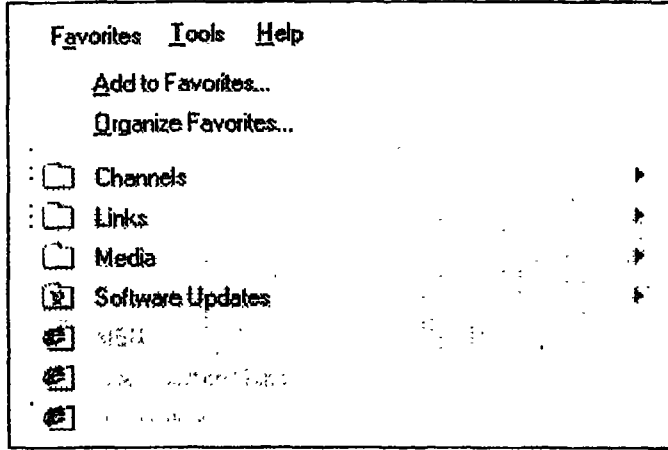 Favorites Tools Help
Add to Favorites...
Organize Favorites...
Channels
Links
Media
Software Updates
MSN